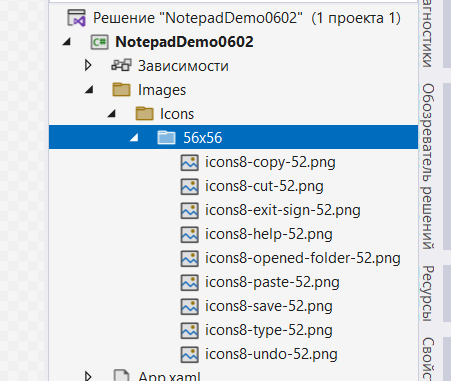 Решение "NotepadDemo0602" (1 проекта 1)
C# NotepadDemo0602
Зависимости
Images
Icons
56x56
icons8-copy-52.png
icons8-cut-52.png
icons8-exit-sign-52.png
icons8-help-52.png
icons8-opened-folder-52.png
icons8-paste-52.png
icons8-save-52.png
icons8-type-52.png
icons8-undo-52.png
App.xaml
агностики
Обозреватель решений
Ресурсы
Свойст